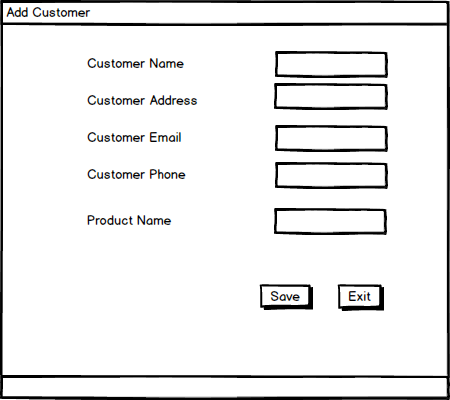 Add Customer
Customer Name
Customer Address
Customer Email
Customer Phone
Product Name
Save Exit